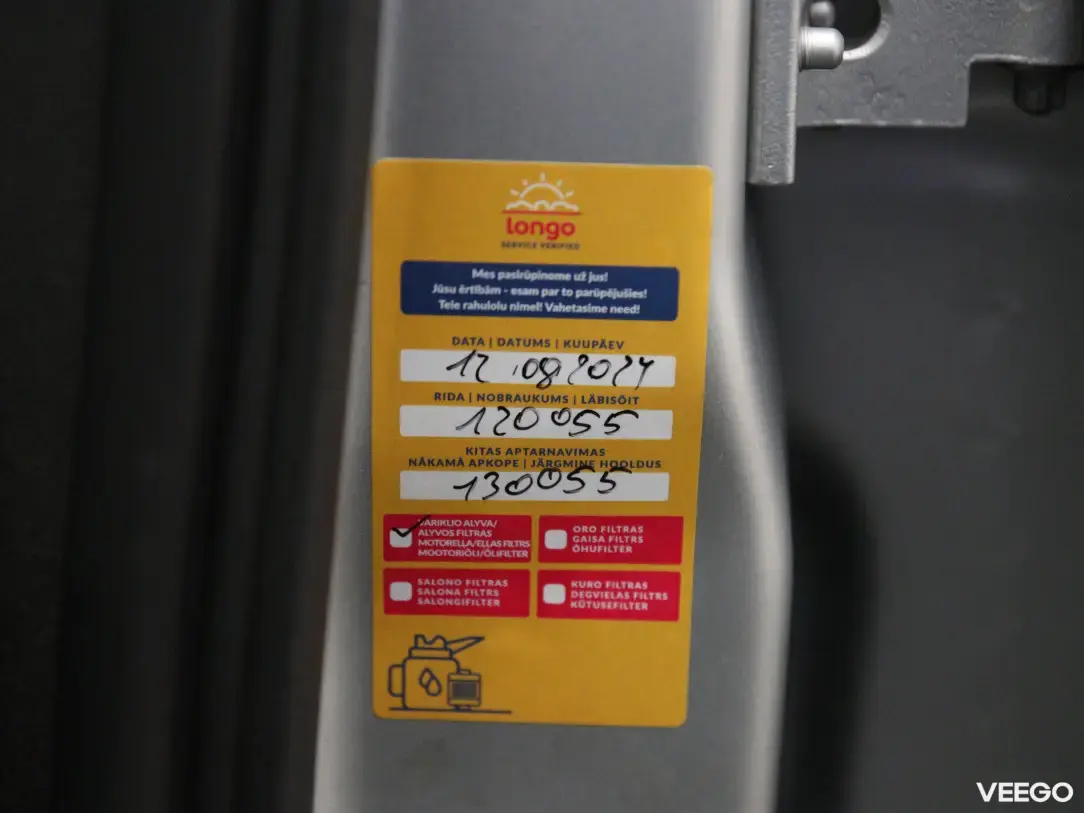 longo
SERVICE VERIFIED
Mes pasirūpinome už jus!
Jūsu ērtībām - esam par to parūpējušies!
Teie rahulolu nimel! Vahetasime need!
DATA | DATUMS | KUUPÄEV
12.08.2024
RIDA | NOBRAUKUMS | LÄBISÕIT
120055
KITAS APTARNAVIMAS
NĀKAMĀ APKOPE | JÄRGMINE HOOLDUS
130055
VARIKLIO ALYVA/
ALYVOS FILTRAS
MOTOREĻĻA/EĻĻAS FILTRS
MOOTORIÕLI/ÕLIFILTER
ORO FILTRAS
GAISA FILTRS
ÕHUFILTER
SALONO FILTRAS
SALONA FILTRS
SALONGIFILTER
KURO FILTRAS
DEGVIELAS FILTRS
KÜTUSEFILTER
VEEGO